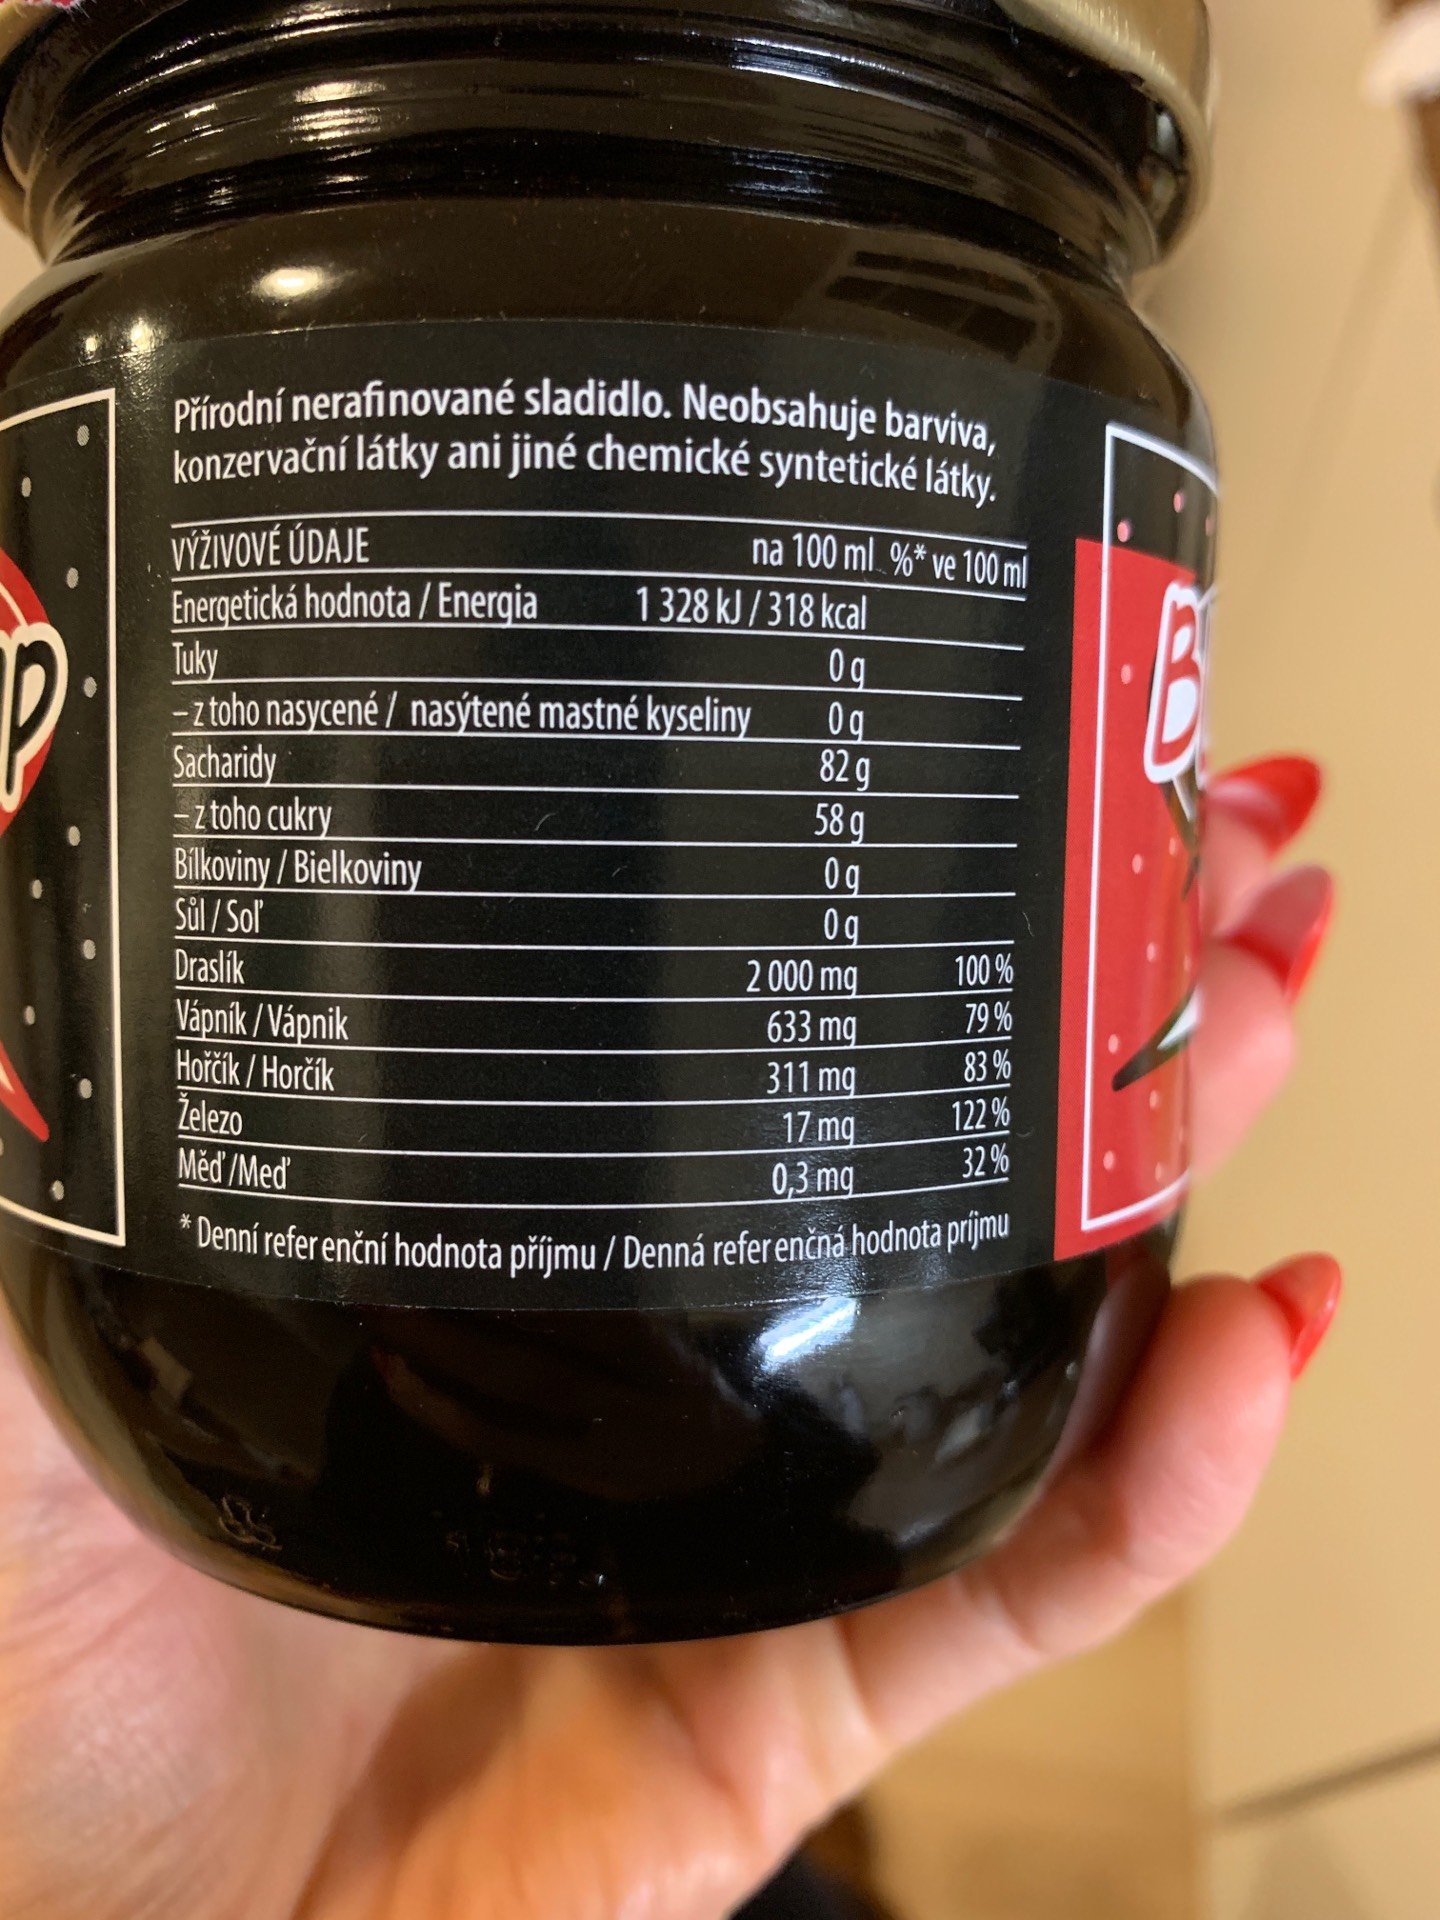 Přírodní nerafinované sladidlo. Neobsahuje barviva,
konzervační látky ani jiné chemické syntetické látky.
VÝŽIVOVÉ ÚDAJE na 100 ml %* ve 100 ml
Energetická hodnota / Energia 1 328 kJ / 318 kcal
Tuky 0 g
– z toho nasycené / nasýtené mastné kyseliny 0 g
Sacharidy 82 g
– z toho cukry 58 g
Bílkoviny / Bielkoviny 0 g
Sůl / Soľ 0 g
Draslík 2 000 mg 100 %
Vápník / Vápnik 633 mg 79 %
Hořčík / Horčík 311 mg 83 %
Železo 17 mg 122 %
Měď /Meď 0,3 mg 32 %
* Denní referenční hodnota příjmu / Denná referenčná hodnota príjmu